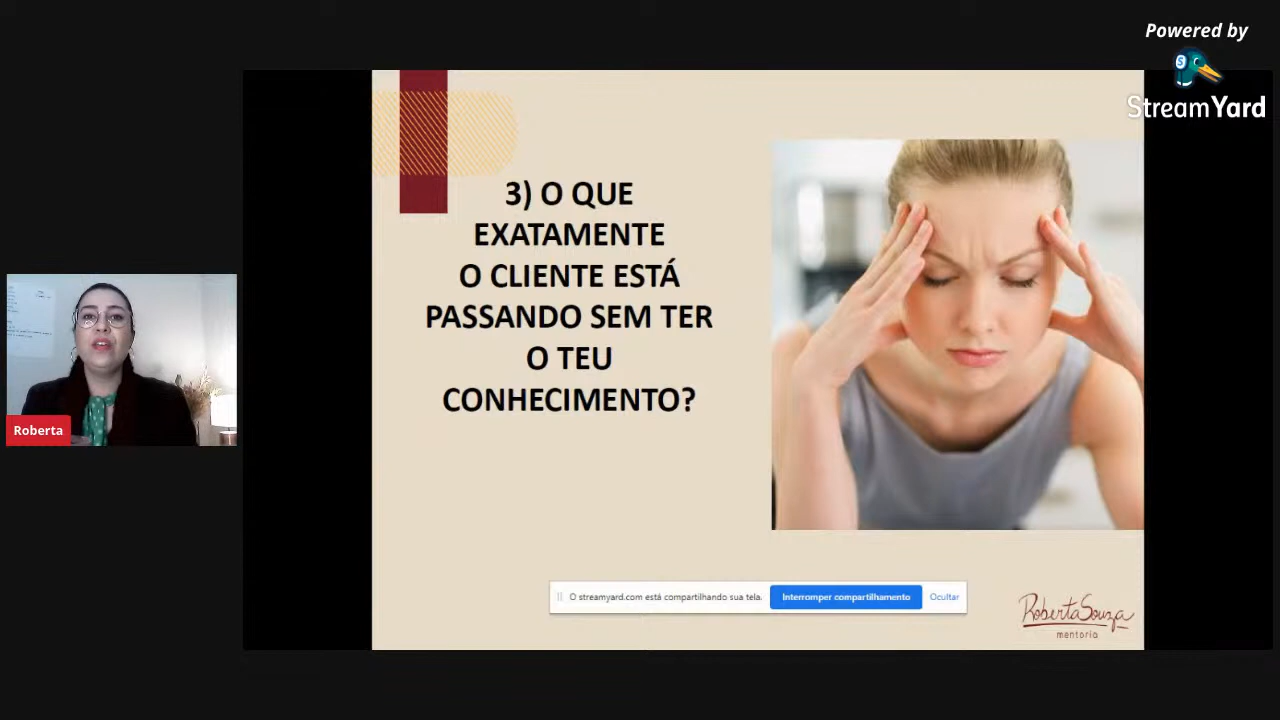 Powered by
StreamYard
3) O QUE
EXATAMENTE
O CLIENTE ESTÁ
PASSANDO SEM TER
O TEU
CONHECIMENTO?
Roberta
O streamyard.com está compartilhando sua tela.
Interromper compartilhamento
Ocultar
Roberta Souza
mentoria